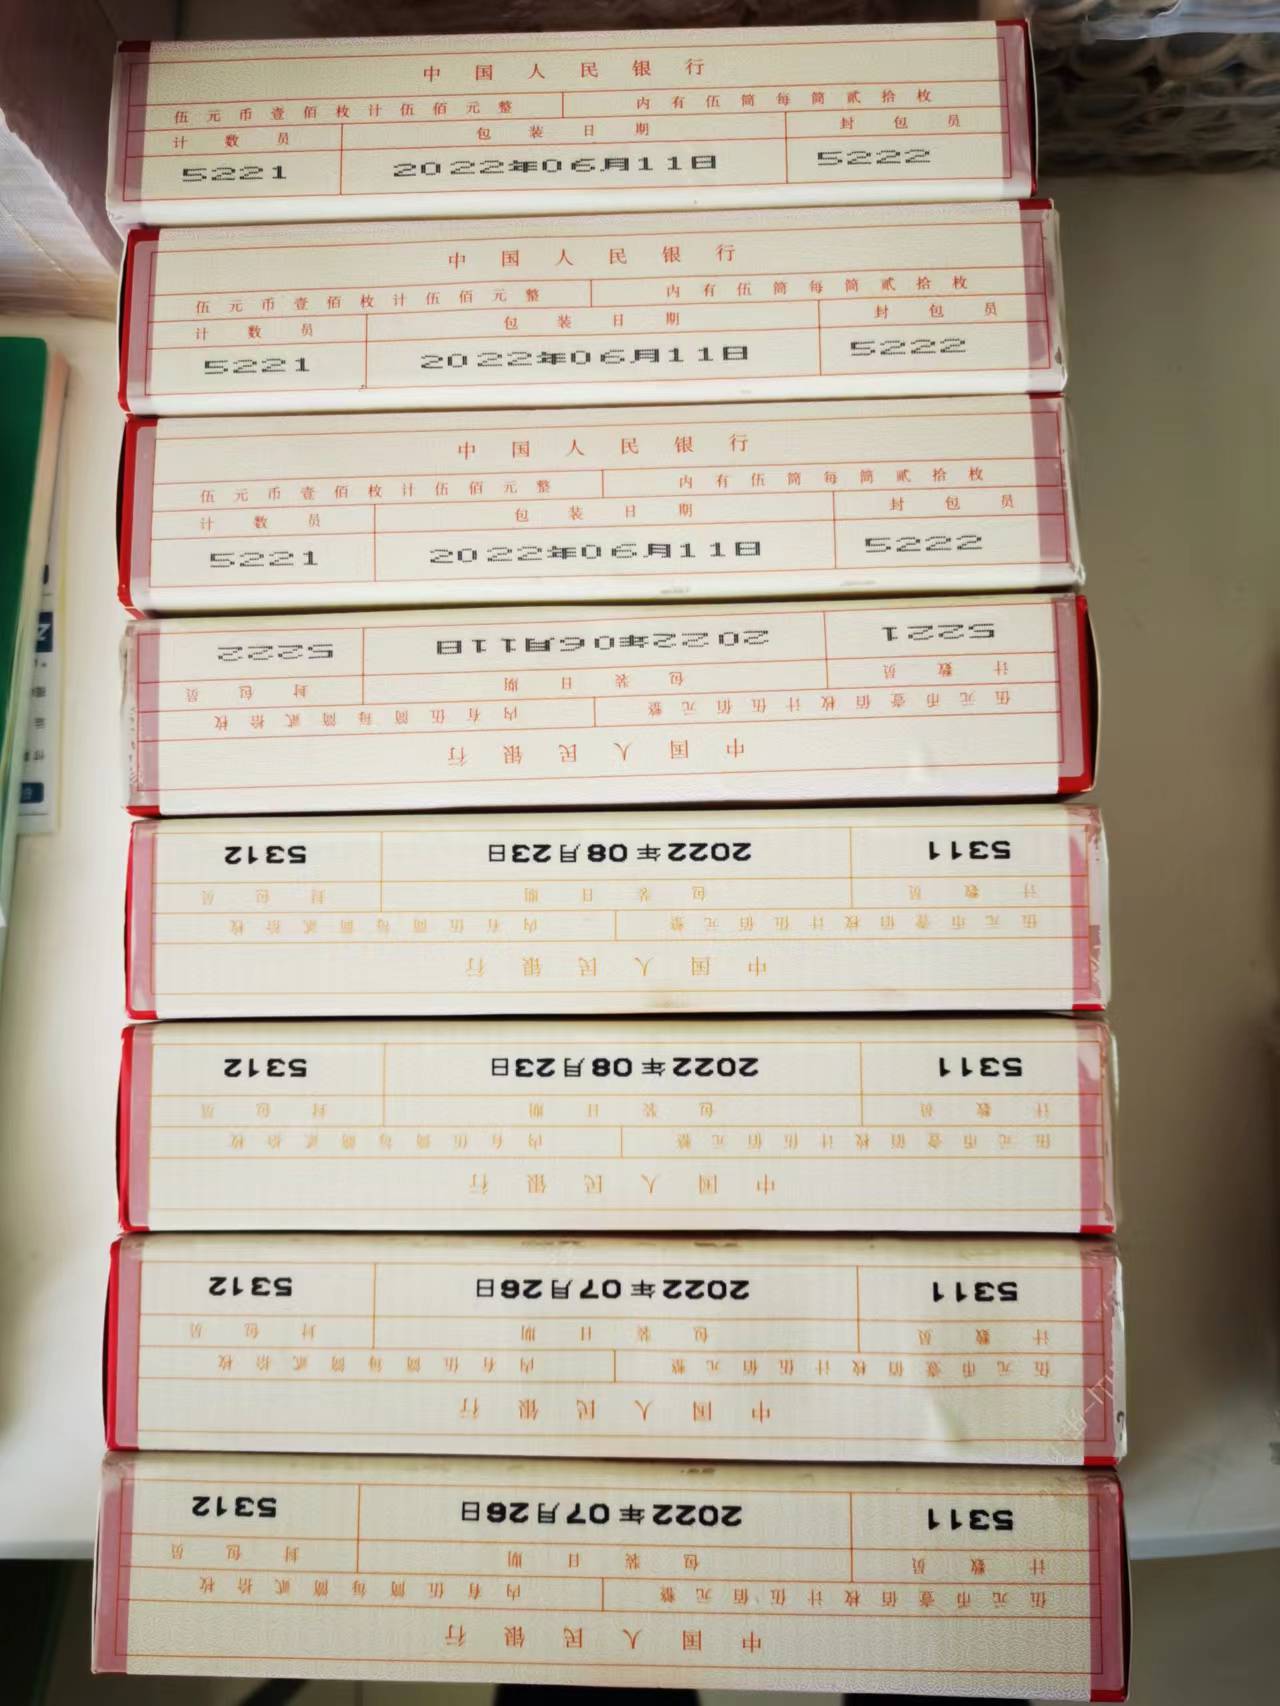 中国人民银行
伍元币壹佰枚计伍佰元整 内有伍筒每筒贰拾枚
计数员 包装日期 封包员
5221 2022年06月11日 5222
中国人民银行
伍元币壹佰枚计伍佰元整 内有伍筒每筒贰拾枚
计数员 包装日期 封包员
5221 2022年06月11日 5222
中国人民银行
伍元币壹佰枚计伍佰元整 内有伍筒每筒贰拾枚
计数员 包装日期 封包员
5221 2022年06月11日 5222
中国人民银行
伍元币壹佰枚计伍佰元整 内有伍筒每筒贰拾枚
计数员 包装日期 封包员
5221 2022年06月11日 5222
中国人民银行
伍元币壹佰枚计伍佰元整 内有伍筒每筒贰拾枚
计数员 包装日期 封包员
5311 2022年08月23日 5312
中国人民银行
伍元币壹佰枚计伍佰元整 内有伍筒每筒贰拾枚
计数员 包装日期 封包员
5311 2022年08月23日 5312
中国人民银行
伍元币壹佰枚计伍佰元整 内有伍筒每筒贰拾枚
计数员 包装日期 封包员
5311 2022年07月26日 5312
中国人民银行
伍元币壹佰枚计伍佰元整 内有伍筒每筒贰拾枚
计数员 包装日期 封包员
5311 2022年07月26日 5312